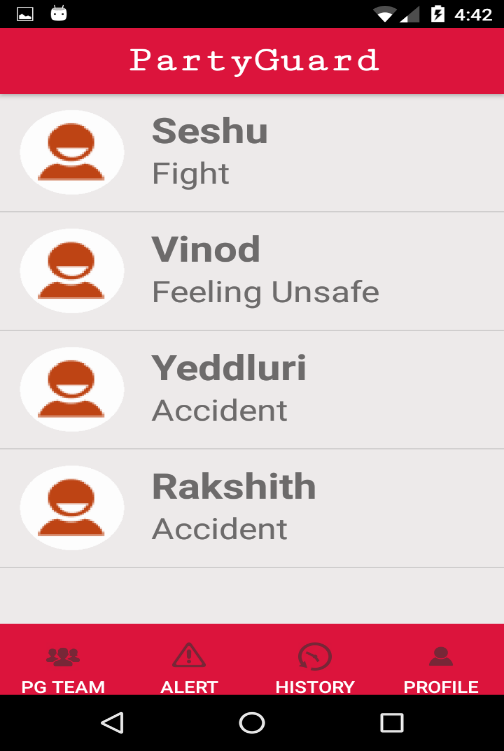 4:42
PartyGuard
Seshu
Fight
Vinod
Feeling Unsafe
Yeddluri
Accident
Rakshith
Accident
PG TEAM ALERT HISTORY PROFILE